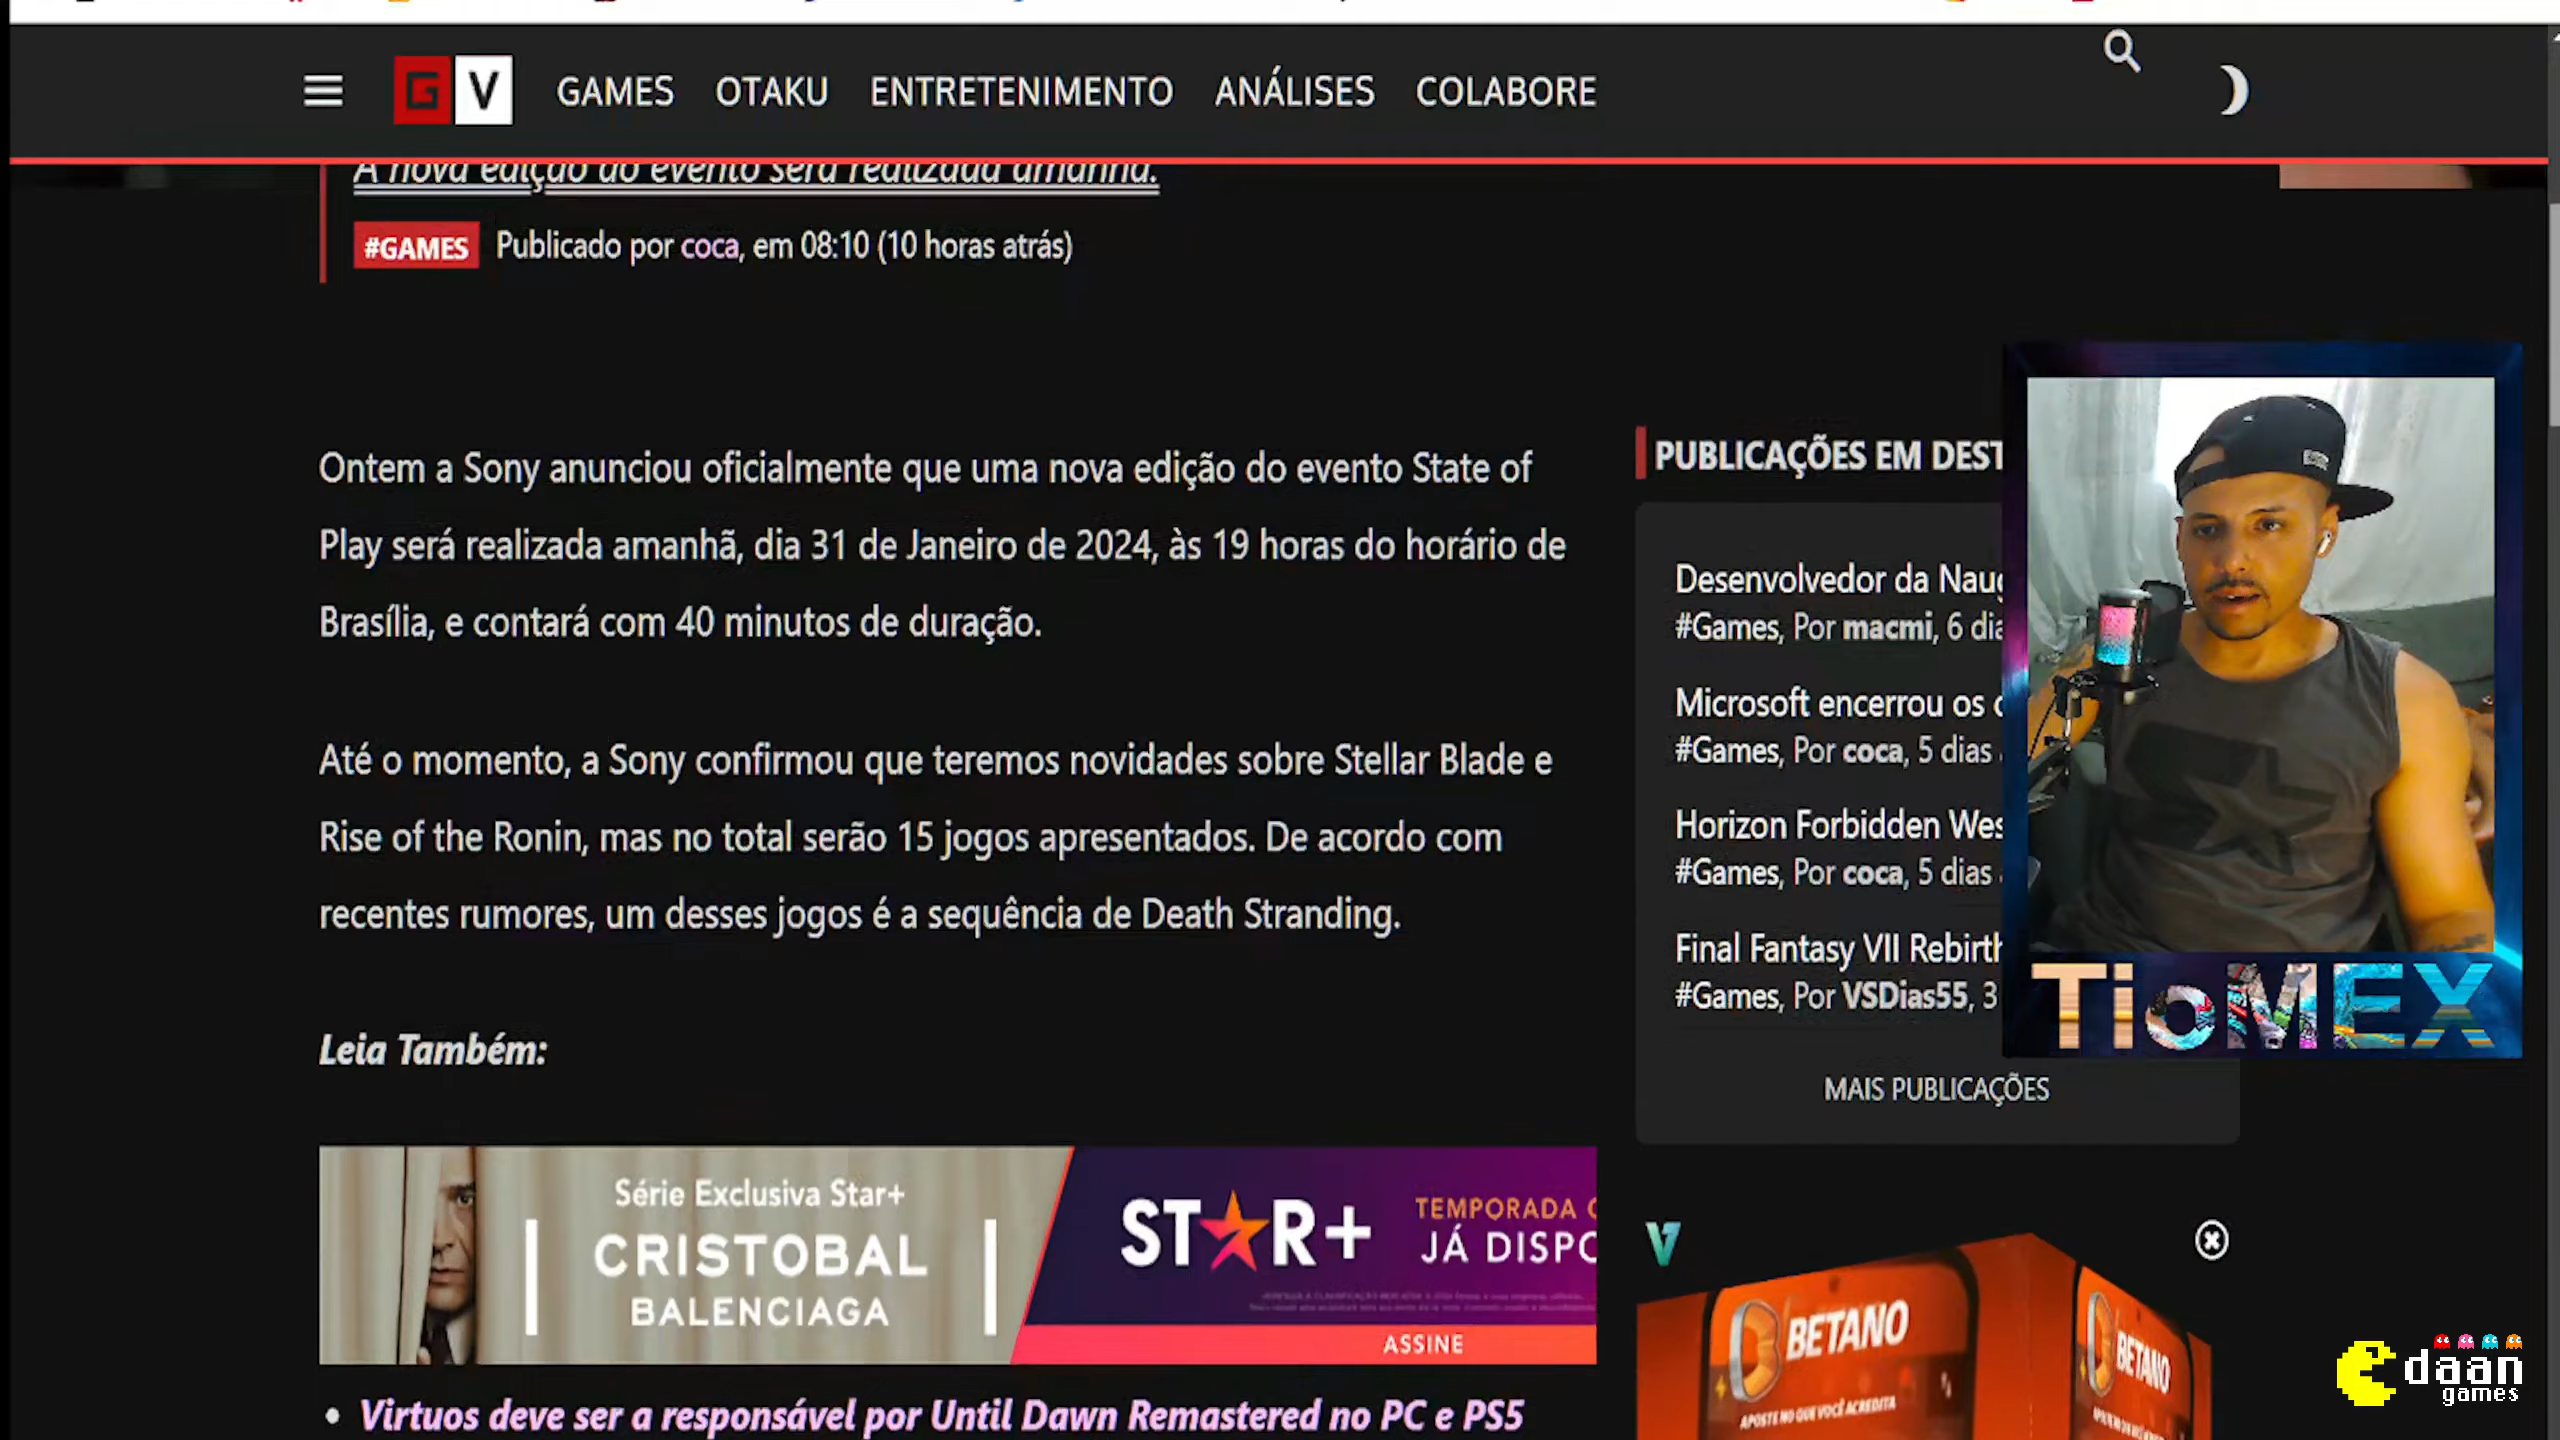 G V GAMES OTAKU ENTRETENIMENTO ANÁLISES COLABORE
A nova edição do evento será realizada amanhã.
#GAMES Publicado por coca, em 08:10 (10 horas atrás)
Ontem a Sony anunciou oficialmente que uma nova edição do evento State of
Play será realizada amanhã, dia 31 de Janeiro de 2024, às 19 horas do horário de
Brasília, e contará com 40 minutos de duração.
Até o momento, a Sony confirmou que teremos novidades sobre Stellar Blade e
Rise of the Ronin, mas no total serão 15 jogos apresentados. De acordo com
recentes rumores, um desses jogos é a sequência de Death Stranding.
Leia Também:
Série Exclusiva Star+
CRISTOBAL
BALENCIAGA
STAR+
TEMPORADA C
JÁ DISPO
ASSINE
• Virtuos deve ser a responsável por Until Dawn Remastered no PC e PS5
PUBLICAÇÕES EM DEST
Desenvolvedor da Naug
#Games, Por macmi, 6 dia
Microsoft encerrou os
#Games, Por coca, 5 dias
Horizon Forbidden Wes
#Games, Por coca, 5 dias
Final Fantasy VII Rebirth
#Games, Por VSDias55, 3
MAIS PUBLICAÇÕES
TioMEX
V
BETANO
APOSTE NO QUE VOCÊ ACREDITA
BETANO
daan
games